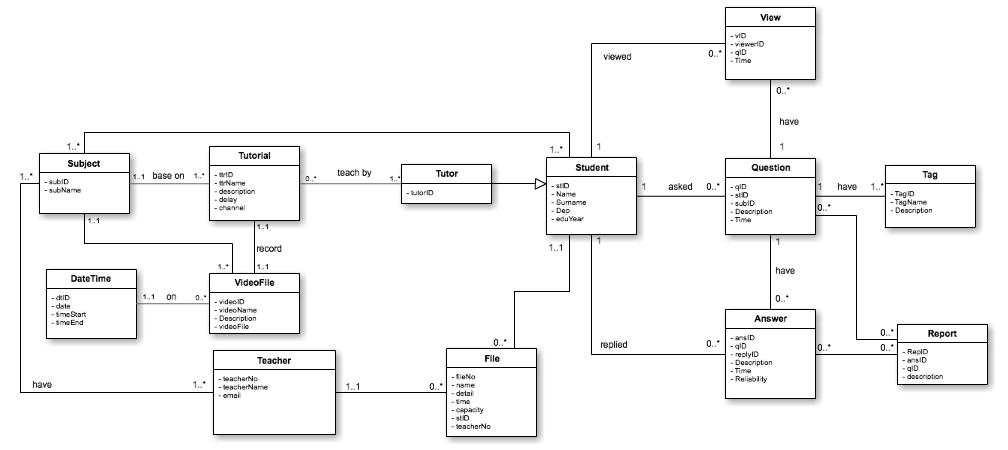 View
- vID
- viewerID
- qID
- Time
viewed
0..*
0..*
have
1
1..*
1..*
1
Subject
- subID
- subName
1..*
1..1
base on
1..*
Tutorial
- ttrID
- ttrName
- description
- delay
- channel
0..*
teach by
1..*
Tutor
- tutorID
Student
- stID
- Name
- Surname
- Dep
- eduYear
1
asked
0..*
Question
- qID
- stID
- subID
- Description
- Time
1
have
1..*
0..*
Tag
- TagID
- TagName
- Description
1..1
1..1
record
1..*
1..1
1..1
1
1
have
0..*
DateTime
- dtID
- date
- timeStart
- timeEnd
1..1
on
0..*
VideoFile
- videoID
- videoName
- Description
- videoFile
0..*
replied
0..*
Answer
- ansID
- qID
- replyID
- Description
- Time
- Reliability
0..*
0..*
0..*
Report
- RepID
- ansID
- qID
- description
have
1..*
Teacher
- teacherNo
- teacherName
- email
1..1
0..*
File
- fileNo
- name
- detail
- time
- capacity
- stID
- teacherNo